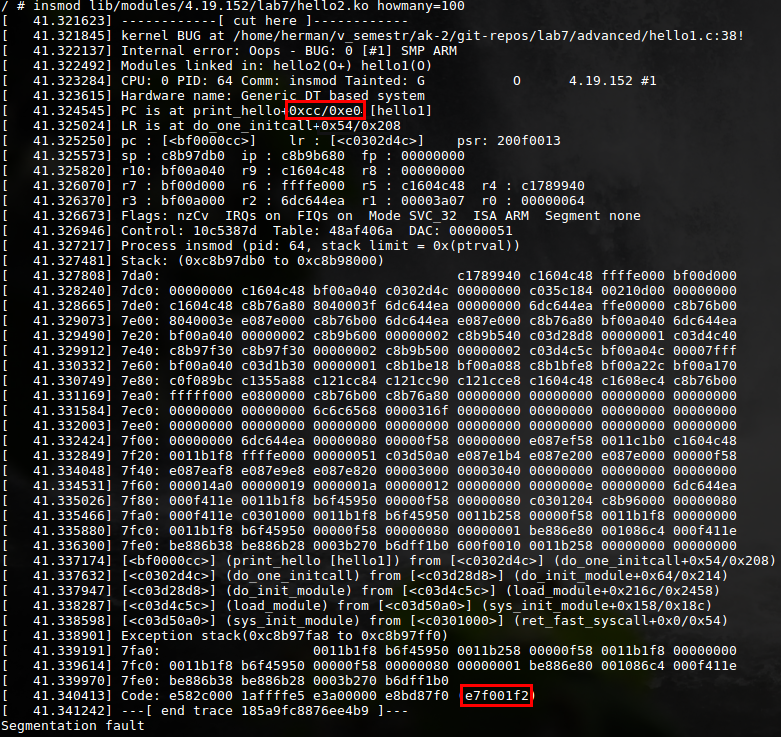 / # insmod lib/modules/4.19.152/lab7/hello2.ko howmany=100
[   41.321623] ------------[ cut here ]------------
[   41.321845] kernel BUG at /home/herman/v_semestr/ak-2/git-repos/lab7/advanced/hello1.c:38!
[   41.322137] Internal error: Oops - BUG: 0 [#1] SMP ARM
[   41.322492] Modules linked in: hello2(O+) hello1(O)
[   41.323284] CPU: 0 PID: 64 Comm: insmod Tainted: G           O      4.19.152 #1
[   41.323615] Hardware name: Generic DT based system
[   41.324545] PC is at print_hello+0xcc/0xe0 [hello1]
[   41.325024] LR is at do_one_initcall+0x54/0x208
[   41.325250] pc : [<bf0000cc>]    lr : [<c0302d4c>]    psr: 200f0013
[   41.325573] sp : c8b97db0  ip : c8b9b680  fp : 00000000
[   41.325820] r10: bf00a040  r9 : c1604c48  r8 : 00000000
[   41.326070] r7 : bf00d000  r6 : ffffe000  r5 : c1604c48  r4 : c1789940
[   41.326370] r3 : bf00a000  r2 : 6dc644ea  r1 : 00003a07  r0 : 00000064
[   41.326673] Flags: nzCv  IRQs on  FIQs on  Mode SVC_32  ISA ARM  Segment none
[   41.326946] Control: 10c5387d  Table: 48af406a  DAC: 00000051
[   41.327217] Process insmod (pid: 64, stack limit = 0x(ptrval))
[   41.327481] Stack: (0xc8b97db0 to 0xc8b98000)
[   41.327808] 7da0:                                     c1789940 c1604c48 ffffe000 bf00d000
[   41.328240] 7dc0: 00000000 c1604c48 bf00a040 c0302d4c 00000000 c035c184 00210d00 00000000
[   41.328665] 7de0: c1604c48 c8b76a80 8040003f 6dc644ea 00000000 6dc644ea ffe00000 c8b76b00
[   41.329073] 7e00: 8040003e e087e000 c8b76b00 6dc644ea e087e000 c8b76a80 bf00a040 6dc644ea
[   41.329490] 7e20: bf00a040 00000002 c8b9b600 00000002 c8b9b540 c03d28d8 00000001 c03d4c40
[   41.329912] 7e40: c8b97f30 c8b97f30 00000002 c8b9b500 00000002 c03d4c5c bf00a04c 00007fff
[   41.330332] 7e60: bf00a040 c03d1b30 00000001 c8b1be18 bf00a088 c8b1bfe8 bf00a22c bf00a170
[   41.330749] 7e80: c0f089bc c1355a88 c121cc84 c121cc90 c121cce8 c1604c48 c1608ec4 c8b76b00
[   41.331169] 7ea0: fffff000 e0800000 c8b76b00 c8b76a80 00000000 00000000 00000000 00000000
[   41.331584] 7ec0: 00000000 00000000 6c6c6568 0000316f 00000000 00000000 00000000 00000000
[   41.332003] 7ee0: 00000000 00000000 00000000 00000000 00000000 00000000 00000000 00000000
[   41.332424] 7f00: 00000000 6dc644ea 00000080 00000f58 00000000 e087ef58 0011c1b0 c1604c48
[   41.332849] 7f20: 0011b1f8 ffffe000 00000051 c03d50a0 e087e1b4 e087e200 e087e000 00000f58
[   41.334048] 7f40: e087eaf8 e087e9e8 e087e820 00003000 00003040 00000000 00000000 00000000
[   41.334531] 7f60: 000014a0 00000019 0000001a 00000012 00000000 0000000e 00000000 6dc644ea
[   41.335026] 7f80: 000f411e 0011b1f8 b6f45950 00000f58 00000080 c0301204 c8b96000 00000080
[   41.335466] 7fa0: 000f411e c0301000 0011b1f8 b6f45950 0011b258 00000f58 0011b1f8 00000000
[   41.335880] 7fc0: 0011b1f8 b6f45950 00000f58 00000080 00000001 be886e80 001086c4 000f411e
[   41.336300] 7fe0: be886b38 be886b28 0003b270 b6dff1b0 600f0010 0011b258 00000000 00000000
[   41.337174] [<bf0000cc>] (print_hello [hello1]) from [<c0302d4c>] (do_one_initcall+0x54/0x208)
[   41.337632] [<c0302d4c>] (do_one_initcall) from [<c03d28d8>] (do_init_module+0x64/0x214)
[   41.337947] [<c03d28d8>] (do_init_module) from [<c03d4c5c>] (load_module+0x216c/0x2458)
[   41.338287] [<c03d4c5c>] (load_module) from [<c03d50a0>] (sys_init_module+0x158/0x18c)
[   41.338598] [<c03d50a0>] (sys_init_module) from [<c0301000>] (ret_fast_syscall+0x0/0x54)
[   41.338901] Exception stack(0xc8b97fa8 to 0xc8b97ff0)
[   41.339191] 7fa0:                   0011b1f8 b6f45950 0011b258 00000f58 0011b1f8 00000000
[   41.339614] 7fc0: 0011b1f8 b6f45950 00000f58 00000080 00000001 be886e80 001086c4 000f411e
[   41.339970] 7fe0: be886b38 be886b28 0003b270 b6dff1b0
[   41.340413] Code: e582c000 1affffe5 e3a00000 e8bd87f0 (e7f001f2)
[   41.341242] ---[ end trace 185a9fc8876ee4b9 ]---
Segmentation fault